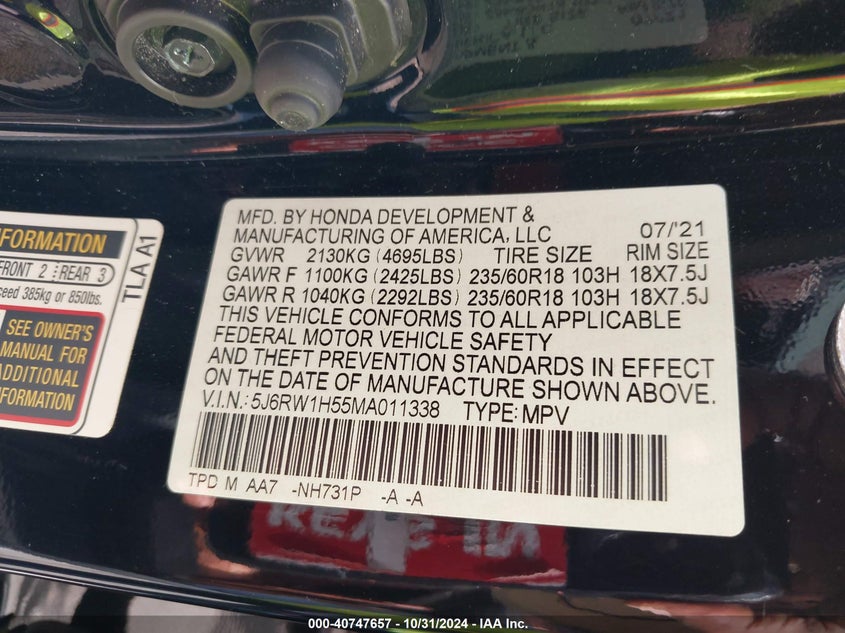 MFD. BY HONDA DEVELOPMENT & 07/'21
MANUFACTURING OF AMERICA, LLC
GVWR 2130KG (4695LBS) TIRE SIZE RIM SIZE
GAWR F 1100KG (2425LBS) 235/60R18 103H 18X7.5J
GAWR R 1040KG (2292LBS) 235/60R18 103H 18X7.5J
THIS VEHICLE CONFORMS TO ALL APPLICABLE
FEDERAL MOTOR VEHICLE SAFETY
AND THEFT PREVENTION STANDARDS IN EFFECT
ON THE DATE OF MANUFACTURE SHOWN ABOVE.
V.I.N.: 5J6RW1H55MA011338 TYPE: MPV
TPD M AA7 -NH731P -A -A
FRONT 2 REAR 3
385kg or 850lbs.
TLA A1
SEE OWNER'S
MANUAL FOR
000-40747657 - 10/31/2024 - IAA Inc.